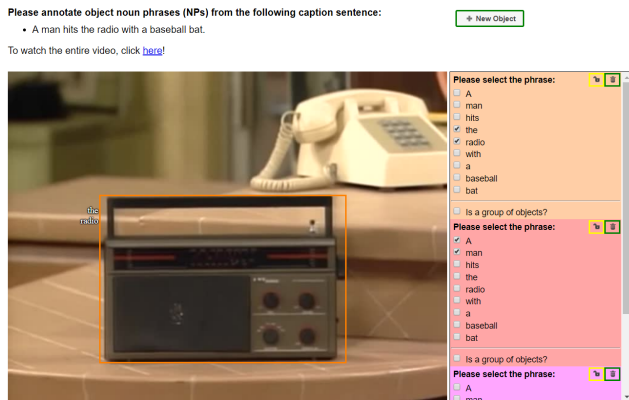 Please annotate object noun phrases (NPs) from the following caption sentence:
+ New Object
• A man hits the radio with a baseball bat.
To watch the entire video, click here!
the
radio
Please select the phrase:
A
man
hits
the
radio
with
a
baseball
bat
Is a group of objects?
Please select the phrase:
A
man
hits
the
radio
with
a
baseball
bat
Is a group of objects?
Please select the phrase:
A
man